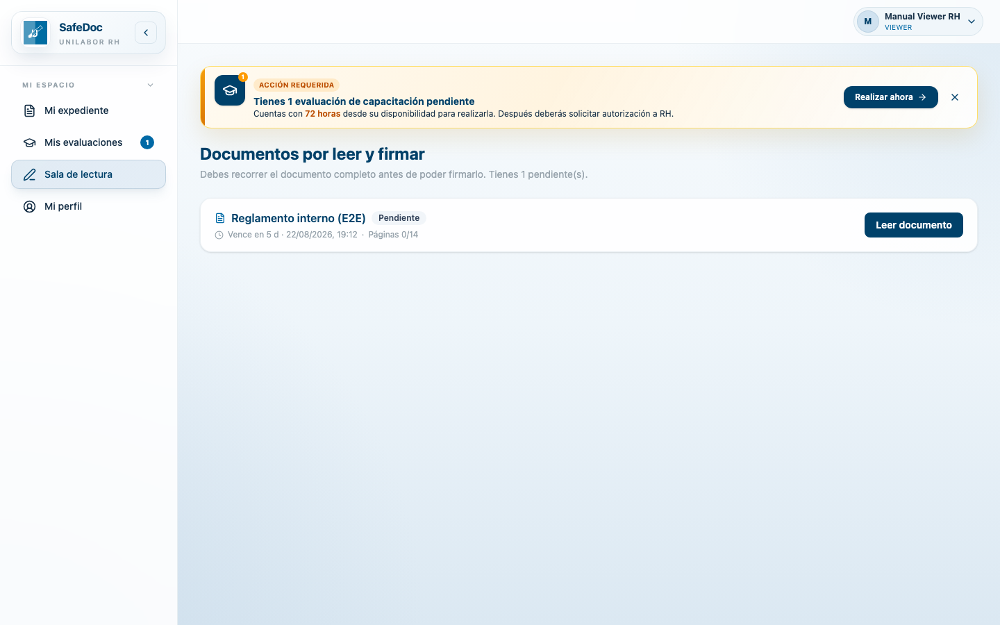 SafeDoc
UNILABOR RH
Manual Viewer RH
VIEWER
M
MI ESPACIO
Mi expediente
Mis evaluaciones 1
Sala de lectura
Mi perfil
1
ACCIÓN REQUERIDA
Tienes 1 evaluación de capacitación pendiente
Cuentas con 72 horas desde su disponibilidad para realizarla. Después deberás solicitar autorización a RH.
Realizar ahora
Documentos por leer y firmar
Debes recorrer el documento completo antes de poder firmarlo. Tienes 1 pendiente(s).
Reglamento interno (E2E) Pendiente
Vence en 5 d · 22/08/2026, 19:12 · Páginas 0/14
Leer documento